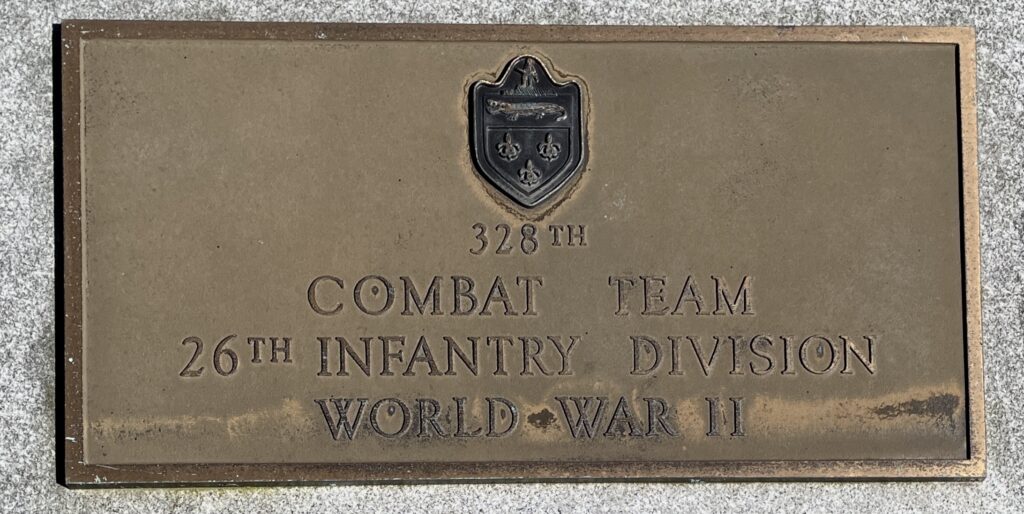 328TH
COMBAT TEAM
26TH INFANTRY DIVISION
WORLD WAR II